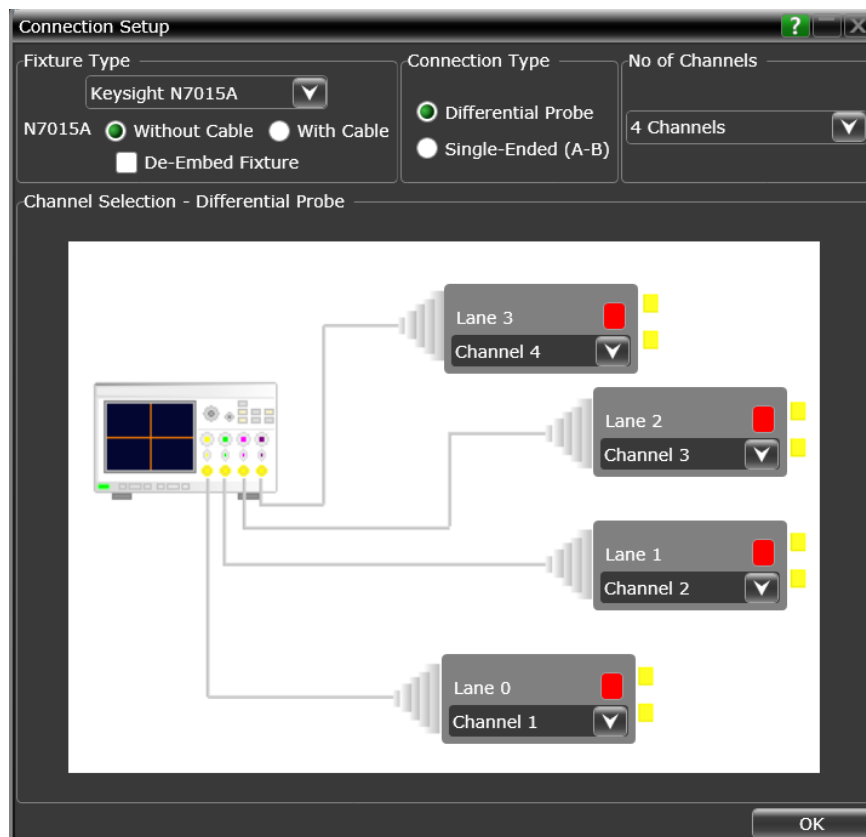 Connection Setup
?
Fixture Type
Keysight N7015A
N7015A Without Cable With Cable
De-Embed Fixture
Connection Type
Differential Probe
Single-Ended (A-B)
No of Channels
4 Channels
Channel Selection - Differential Probe
Lane 3
Channel 4
Lane 2
Channel 3
Lane 1
Channel 2
Lane 0
Channel 1
OK